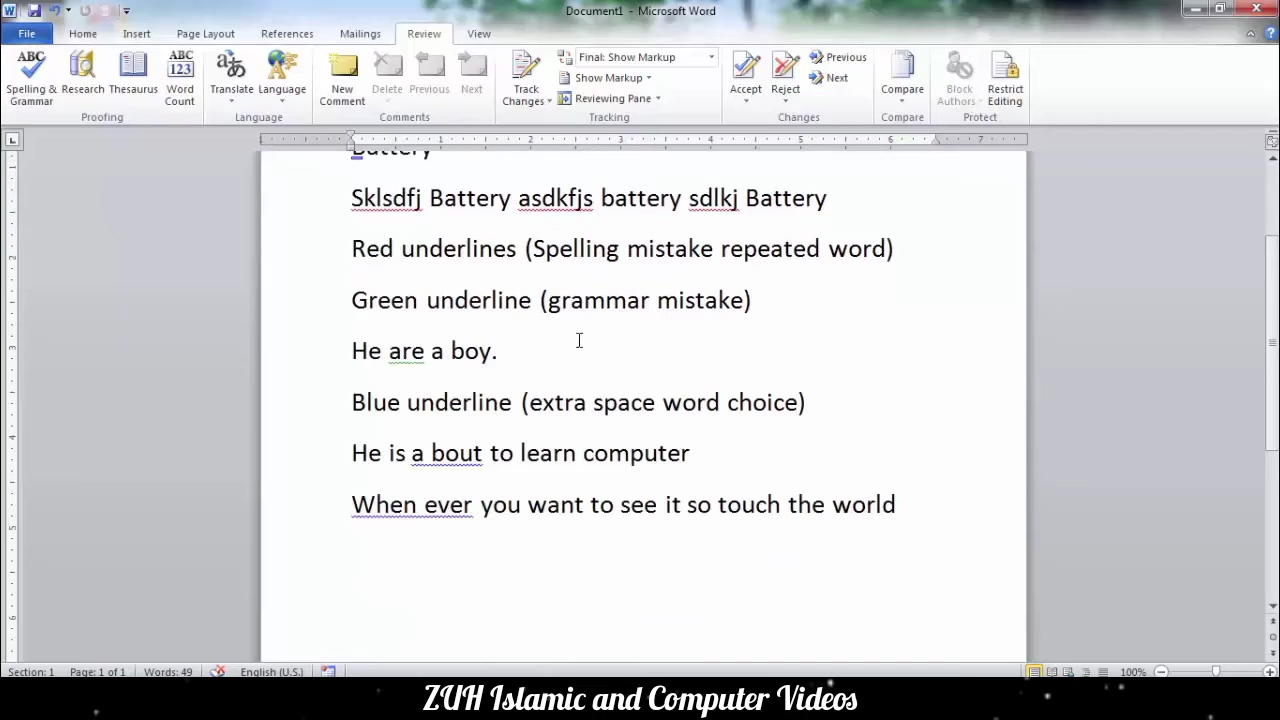 Document1 - Microsoft Word
File Home Insert Page Layout References Mailings Review View
ABC
Spelling & Grammar
Research
Thesaurus
ABC 123
Word Count
Translate
Language
New Comment
Delete
Previous
Next
Track Changes
Final: Show Markup
Show Markup
Reviewing Pane
Accept
Reject
Previous
Next
Compare
Block Authors
Restrict Editing
Proofing Language Comments Tracking Changes Compare Protect
Battery
Sklsdfj Battery asdkfjs battery sdlkj Battery
Red underlines (Spelling mistake repeated word)
Green underline (grammar mistake)
He are a boy.
Blue underline (extra space word choice)
He is a bout to learn computer
When ever you want to see it so touch the world
Section: 1 Page: 1 of 1 Words: 49 English (U.S.) 100%
ZUH Islamic and Computer Videos